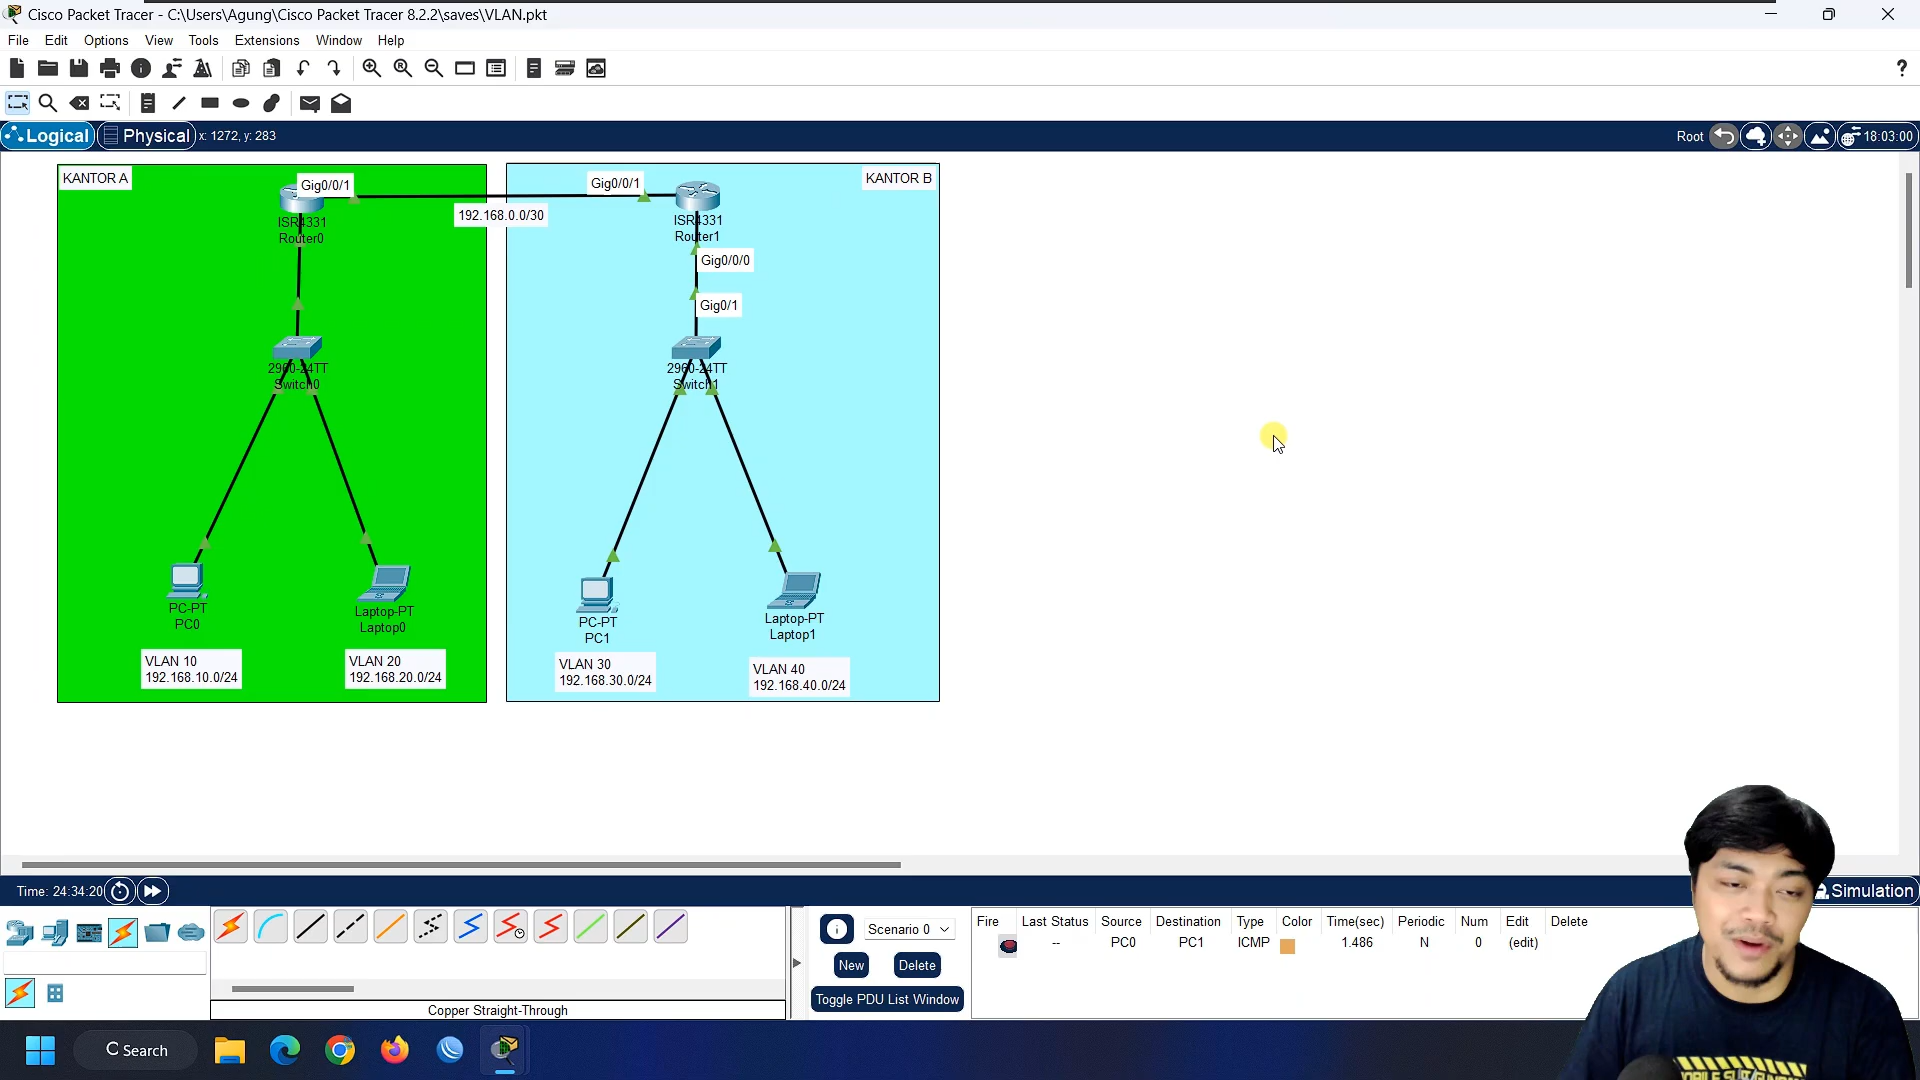 Cisco Packet Tracer - C:\Users\Agung\Cisco Packet Tracer 8.2.2\saves\VLAN.pkt
File Edit Options View Tools Extensions Window Help
?
Logical Physical x: 1272, y: 283 Root 18:03:00
KANTOR A Gig0/0/1 Gig0/0/1 KANTOR B
192.168.0.0/30
ISR4331 ISR4331
Router0 Router1
Gig0/0/0
Gig0/1
2960-24TT 2960-24TT
Switch0 Switch1
PC-PT Laptop-PT PC-PT Laptop-PT
PC0 Laptop0 PC1 Laptop1
VLAN 10 VLAN 20 VLAN 30 VLAN 40
192.168.10.0/24 192.168.20.0/24 192.168.30.0/24 192.168.40.0/24
Time: 24:34:20 Simulation
Scenario 0 Fire Last Status Source Destination Type Color Time(sec) Periodic Num Edit Delete
-- PC0 PC1 ICMP 1.486 N 0 (edit)
New Delete
Toggle PDU List Window
Copper Straight-Through
Search